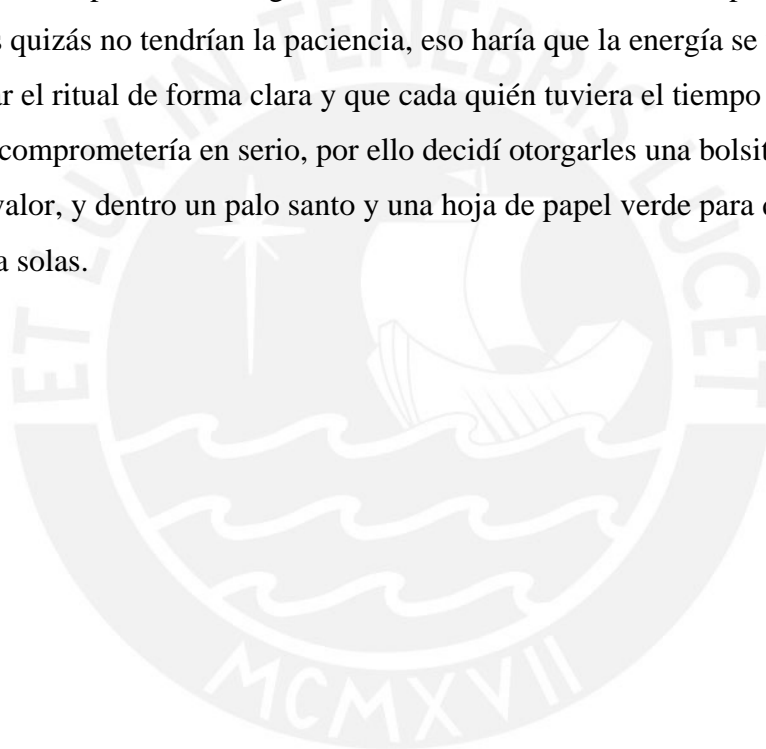 s quizás no tendrían la paciencia, eso haría que la energía se
ar el ritual de forma clara y que cada quién tuviera el tiempo
comprometería en serio, por ello decidí otorgarles una bolsit
valor, y dentro un palo santo y una hoja de papel verde para
a solas.
ET LUX IN TENEBRIS LUCET
MCMXVII